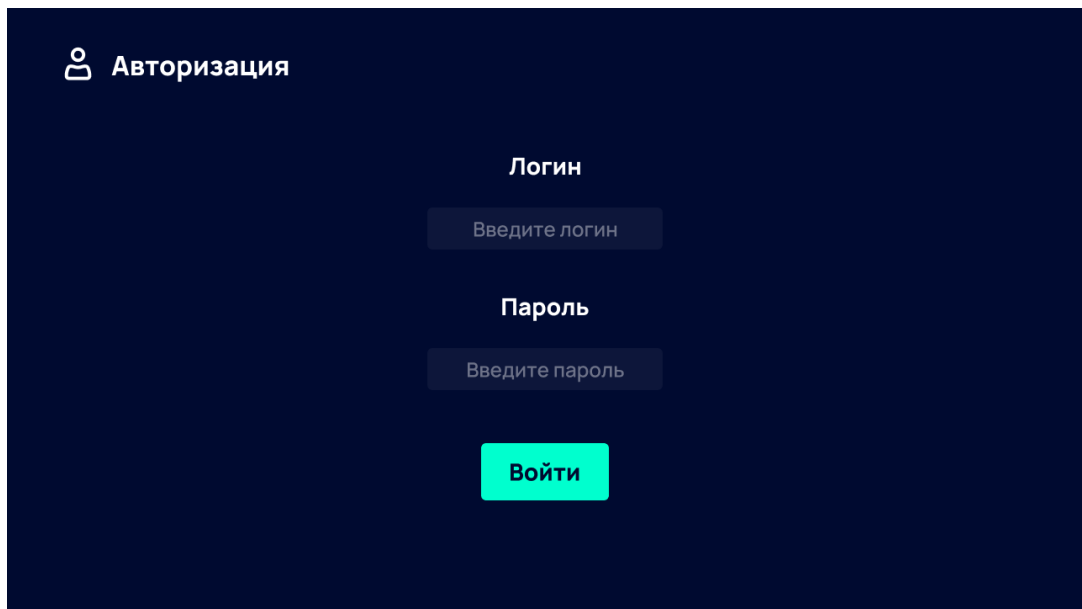 Авторизация
Логин
Введите логин
Пароль
Введите пароль
Войти